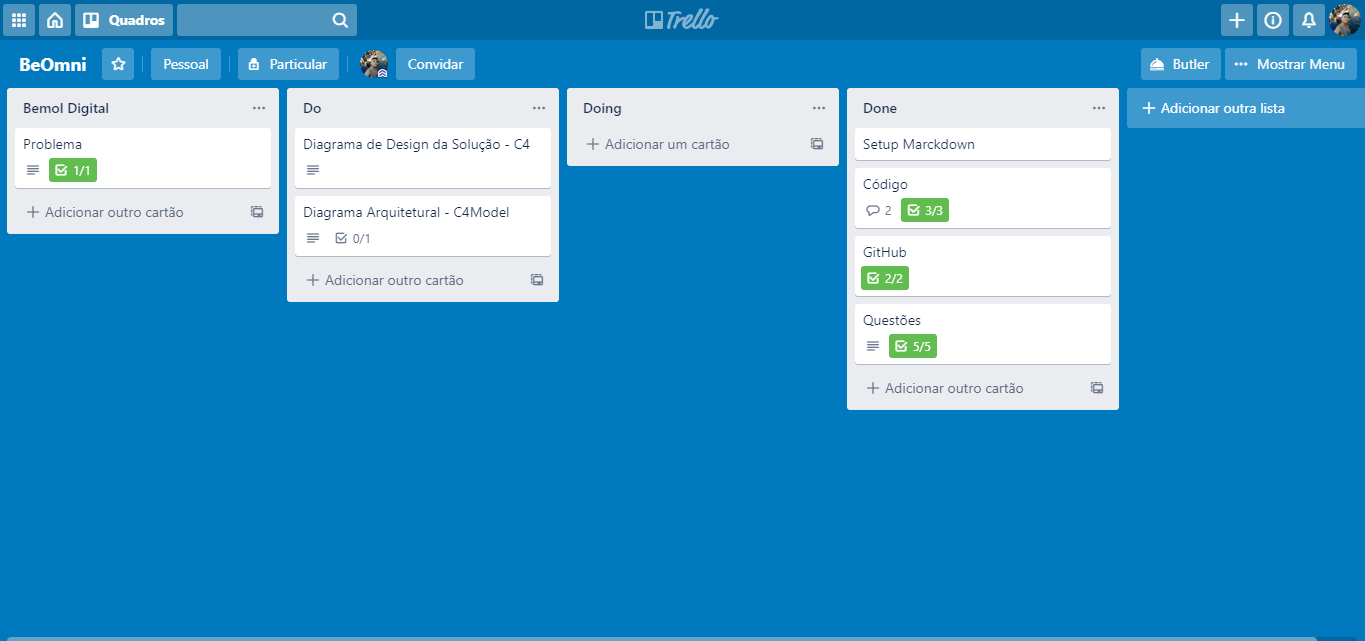 Quadros
Trello
BeOmni
Pessoal
Particular
Convidar
Butler
Mostrar Menu
Bemol Digital
Problema
1/1
Adicionar outro cartão
Do
Diagrama de Design da Solução - C4
Diagrama Arquitetural - C4Model
0/1
Adicionar outro cartão
Doing
Adicionar um cartão
Done
Setup Marckdown
Código
2 3/3
GitHub
2/2
Questões
5/5
Adicionar outro cartão
Adicionar outra lista